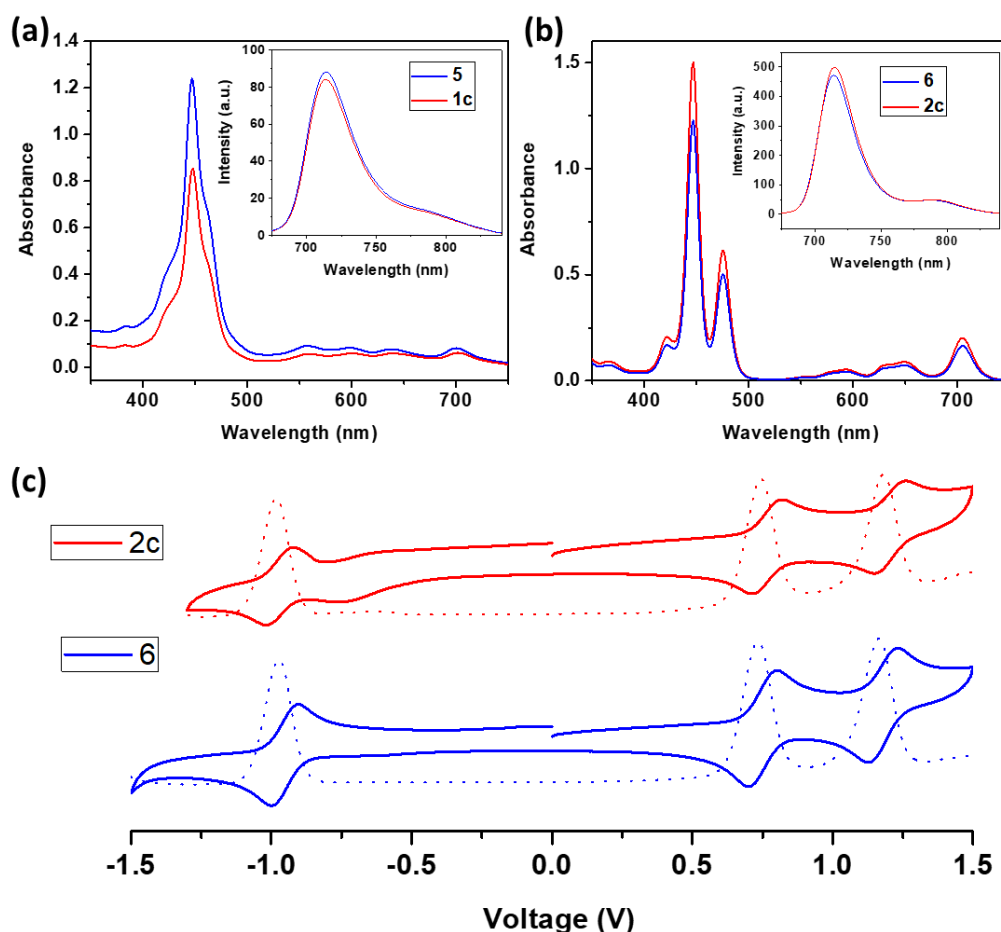 (a)
1.4
1.2
1.0
0.8
0.6
0.4
0.2
0.0
Absorbance
400 500 600 700
Wavelength (nm)
100
80
60
40
20
0
Intensity (a.u.)
700 750 800
Wavelength (nm)
5
1c
(b)
1.5
1.0
0.5
0.0
Absorbance
400 500 600 700
Wavelength (nm)
500
400
300
200
100
0
Intensity (a.u.)
700 750 800
Wavelength (nm)
6
2c
(c)
2c
6
-1.5 -1.0 -0.5 0.0 0.5 1.0 1.5
Voltage (V)